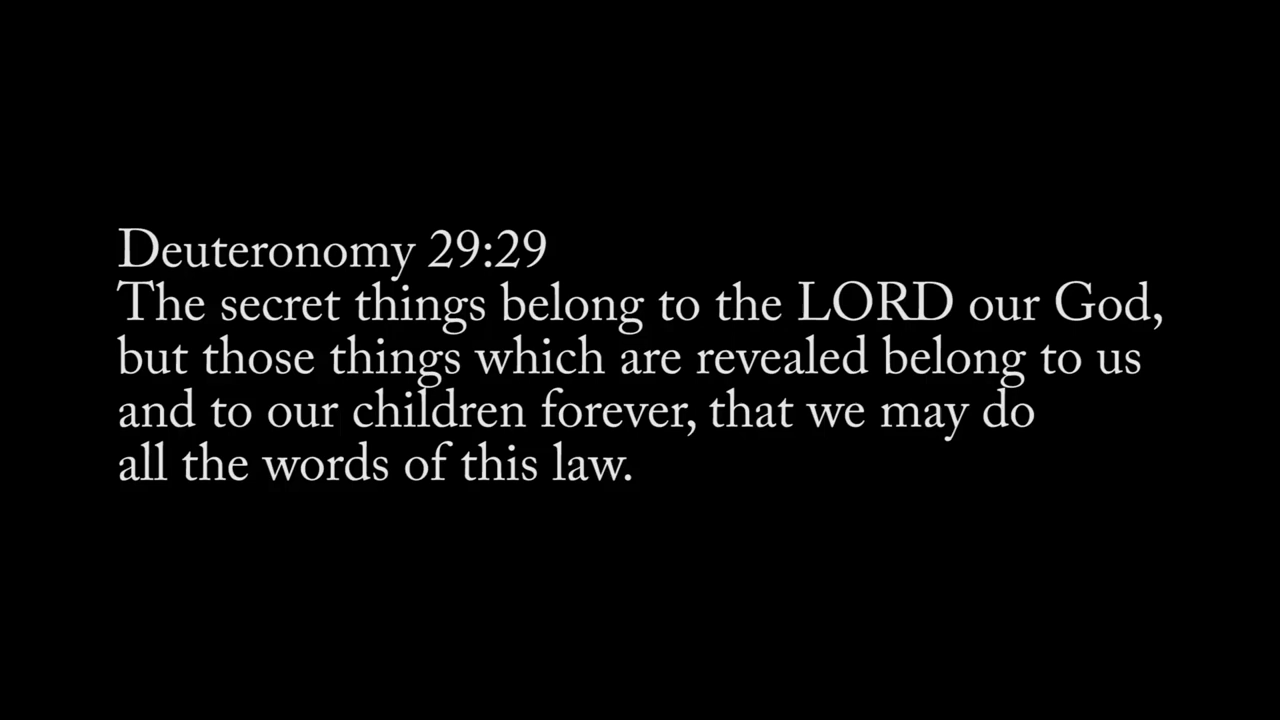 Deuteronomy 29:29
The secret things belong to the LORD our God,
but those things which are revealed belong to us
and to our children forever, that we may do
all the words of this law.